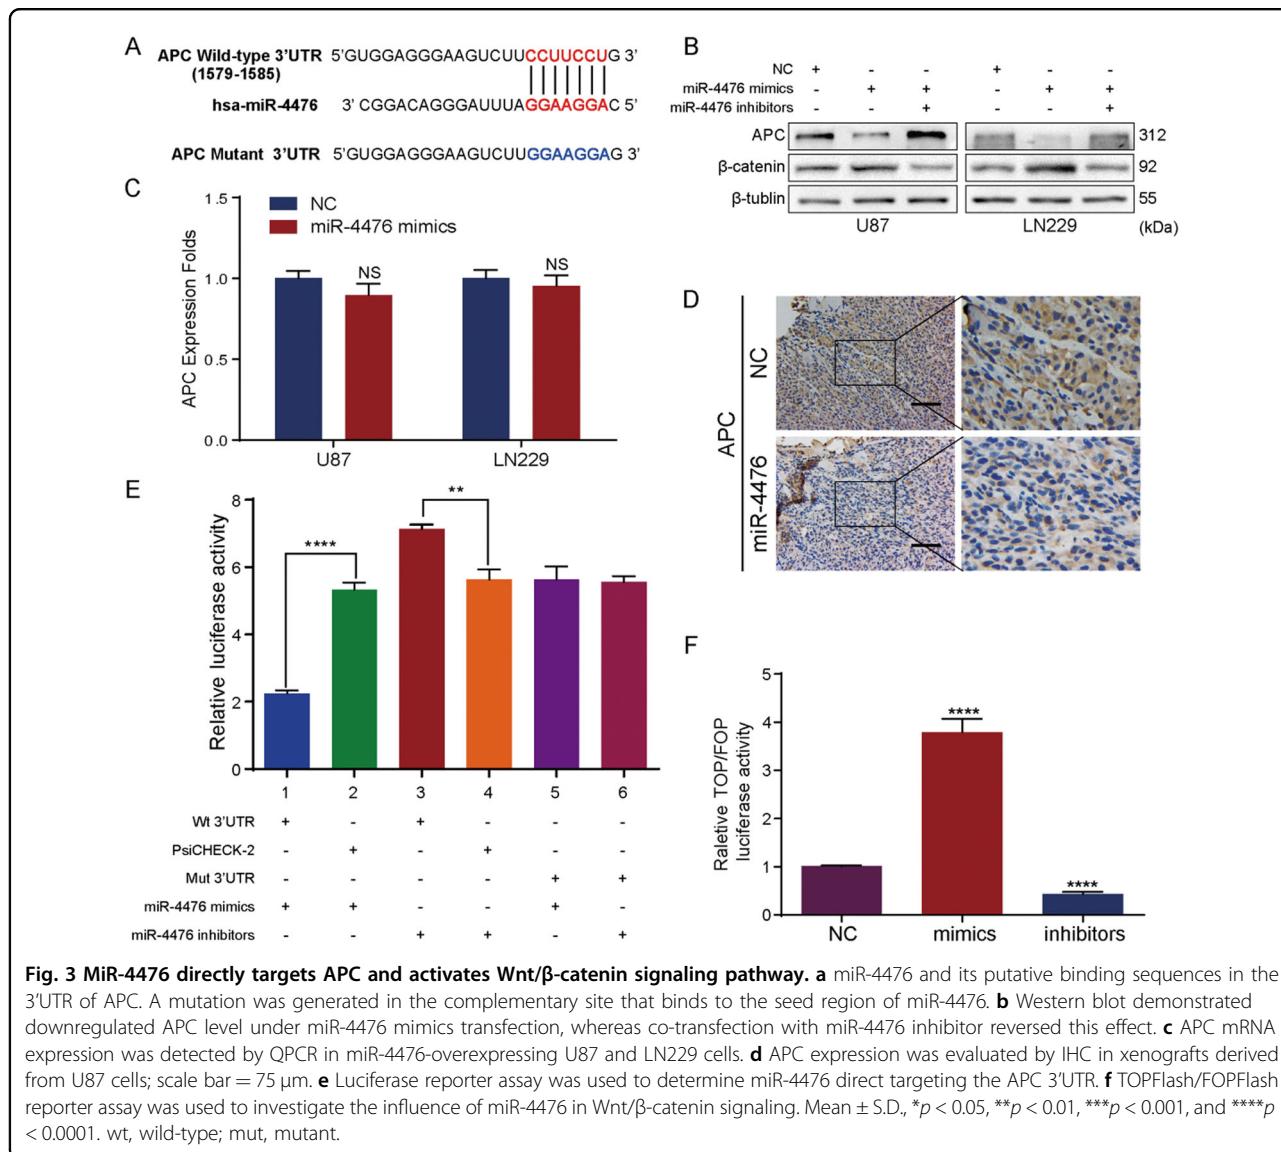 A
APC Wild-type 3'UTR 5'GUGGAGGGAAGUCUUCCUUCCUG 3'
(1579-1585)
hsa-miR-4476 3' CGGACAGGGAUUUAGGAAGGAC 5'
APC Mutant 3'UTR 5'GUGGAGGGAAGUCUUGGAAGGAG 3'
B
NC + - - + - -
miR-4476 mimics - + + - + +
miR-4476 inhibitors - - + - - +
APC 312
β-catenin 92
β-tublin 55
U87 LN229 (kDa)
C
APC Expression Folds
1.5
1.0
0.5
0.0
NC
miR-4476 mimics
NS NS
U87 LN229
D
APC
NC
miR-4476
E
Relative luciferase activity
8
6
4
2
0
**** **
1 2 3 4 5 6
Wt 3'UTR + - + - - -
PsiCHECK-2 - + - + - -
Mut 3'UTR - - - - + +
miR-4476 mimics + + - - + -
miR-4476 inhibitors - - + + - +
F
Raletive TOP/FOP
luciferase activity
5
4
3
2
1
0
**** ****
NC mimics inhibitors
Fig. 3 MiR-4476 directly targets APC and activates Wnt/β-catenin signaling pathway. a miR-4476 and its putative binding sequences in the
3'UTR of APC. A mutation was generated in the complementary site that binds to the seed region of miR-4476. b Western blot demonstrated
downregulated APC level under miR-4476 mimics transfection, whereas co-transfection with miR-4476 inhibitor reversed this effect. c APC mRNA
expression was detected by QPCR in miR-4476-overexpressing U87 and LN229 cells. d APC expression was evaluated by IHC in xenografts derived
from U87 cells; scale bar = 75 μm. e Luciferase reporter assay was used to determine miR-4476 direct targeting the APC 3'UTR. f TOPFlash/FOPFlash
reporter assay was used to investigate the influence of miR-4476 in Wnt/β-catenin signaling. Mean ± S.D., *p < 0.05, **p < 0.01, ***p < 0.001, and ****p
< 0.0001. wt, wild-type; mut, mutant.